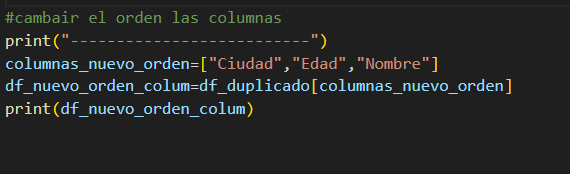 #cambair el orden las columnas
print("--------------------------")
columnas_nuevo_orden=["Ciudad","Edad","Nombre"]
df_nuevo_orden_colum=df_duplicado[columnas_nuevo_orden]
print(df_nuevo_orden_colum)